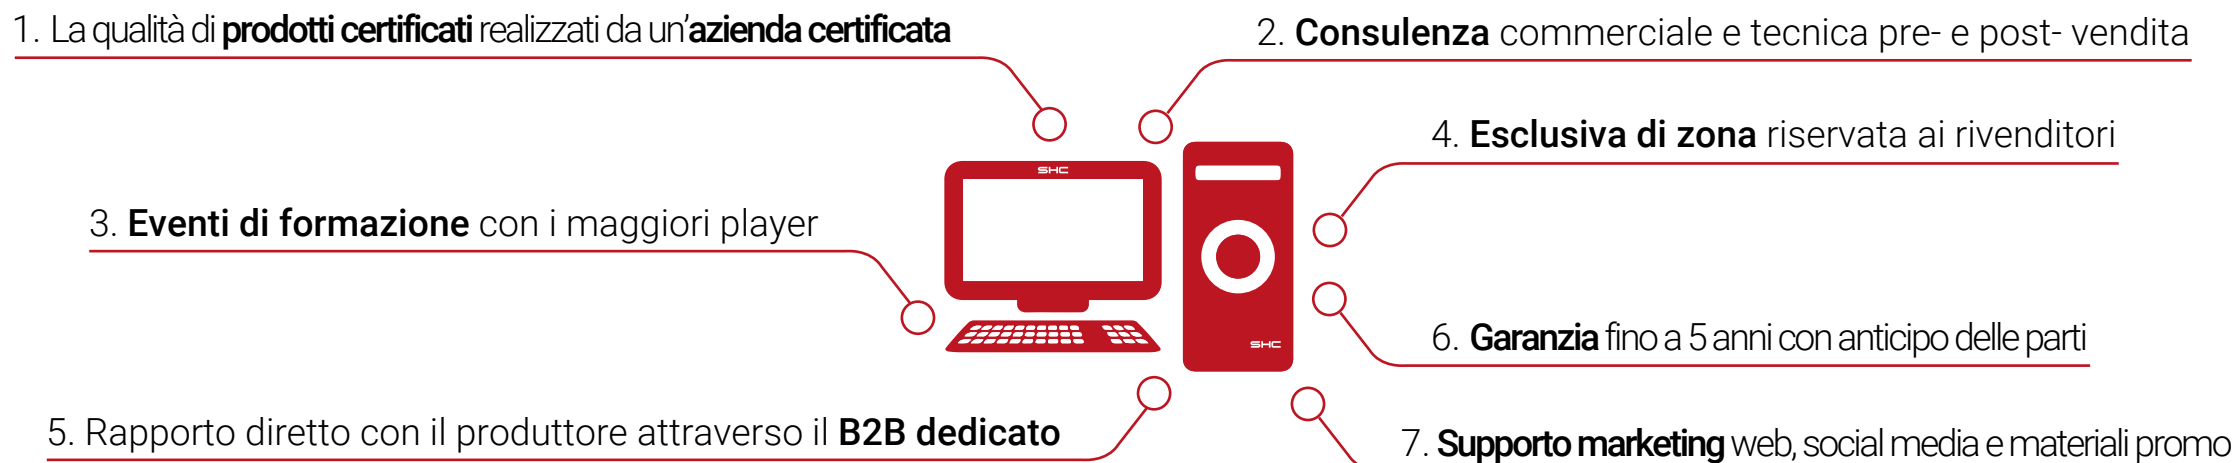 1. La qualità di prodotti certificati realizzati da un'azienda certificata
2. Consulenza commerciale e tecnica pre- e post- vendita
3. Eventi di formazione con i maggiori player
4. Esclusiva di zona riservata ai rivenditori
5. Rapporto diretto con il produttore attraverso il B2B dedicato
6. Garanzia fino a 5 anni con anticipo delle parti
7. Supporto marketing web, social media e materiali promo
SHC
SHC